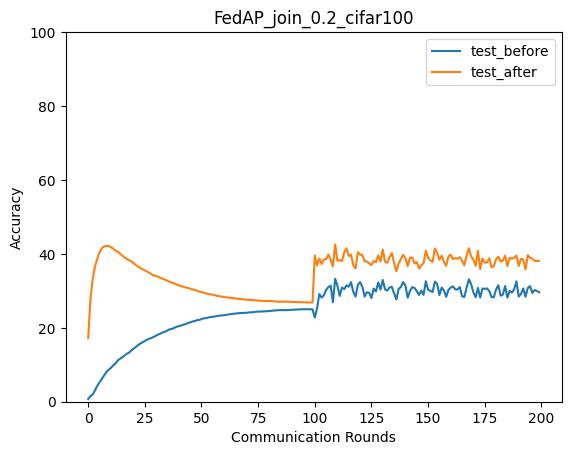 FedAP_join_0.2_cifar100
100
80
60
40
20
0
Accuracy
test_before
test_after
0 25 50 75 100 125 150 175 200
Communication Rounds